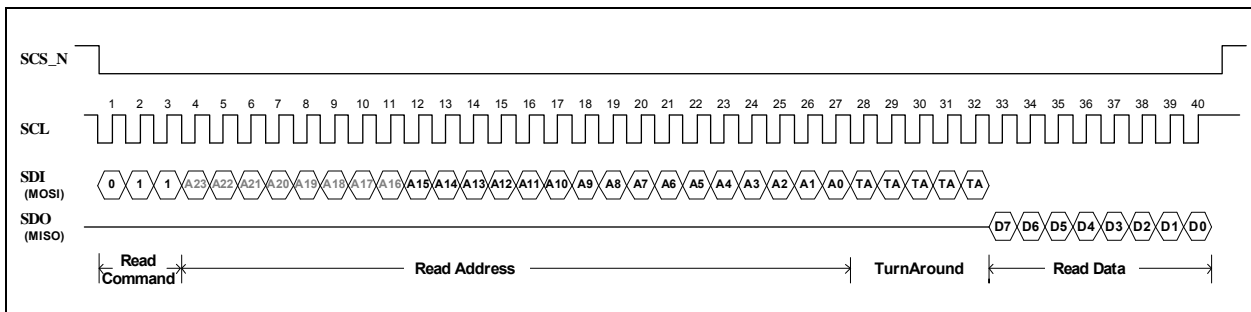 SCS_N
1 2 3 4 5 6 7 8 9 10 11 12 13 14 15 16 17 18 19 20 21 22 23 24 25 26 27 28 29 30 31 32 33 34 35 36 37 38 39 40
SCL
SDI 0 1 1 A23 A22 A21 A20 A19 A18 A17 A16 A15 A14 A13 A12 A11 A10 A9 A8 A7 A6 A5 A4 A3 A2 A1 A0 TA TA TA TA TA
(MOSI)
SDO
(MISO) D7 D6 D5 D4 D3 D2 D1 D0
Read
Command
Read Address
TurnAround
Read Data